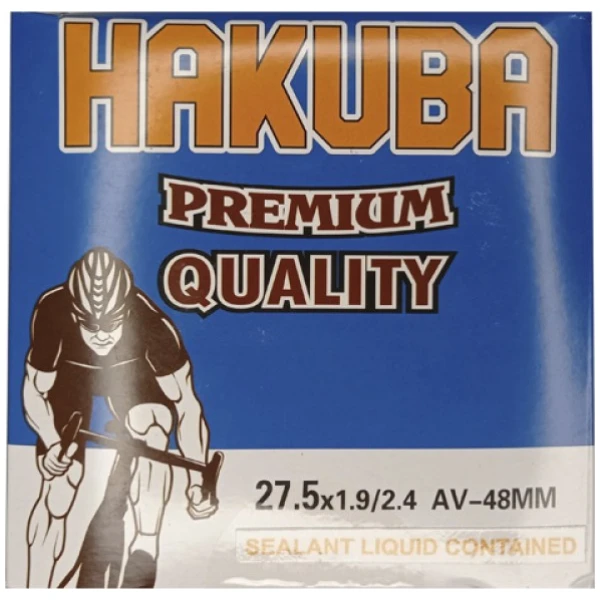 HAKUBA
PREMIUM
QUALITY
27.5x1.9/2.4 AV-48MM
SEALANT LIQUID CONTAINED